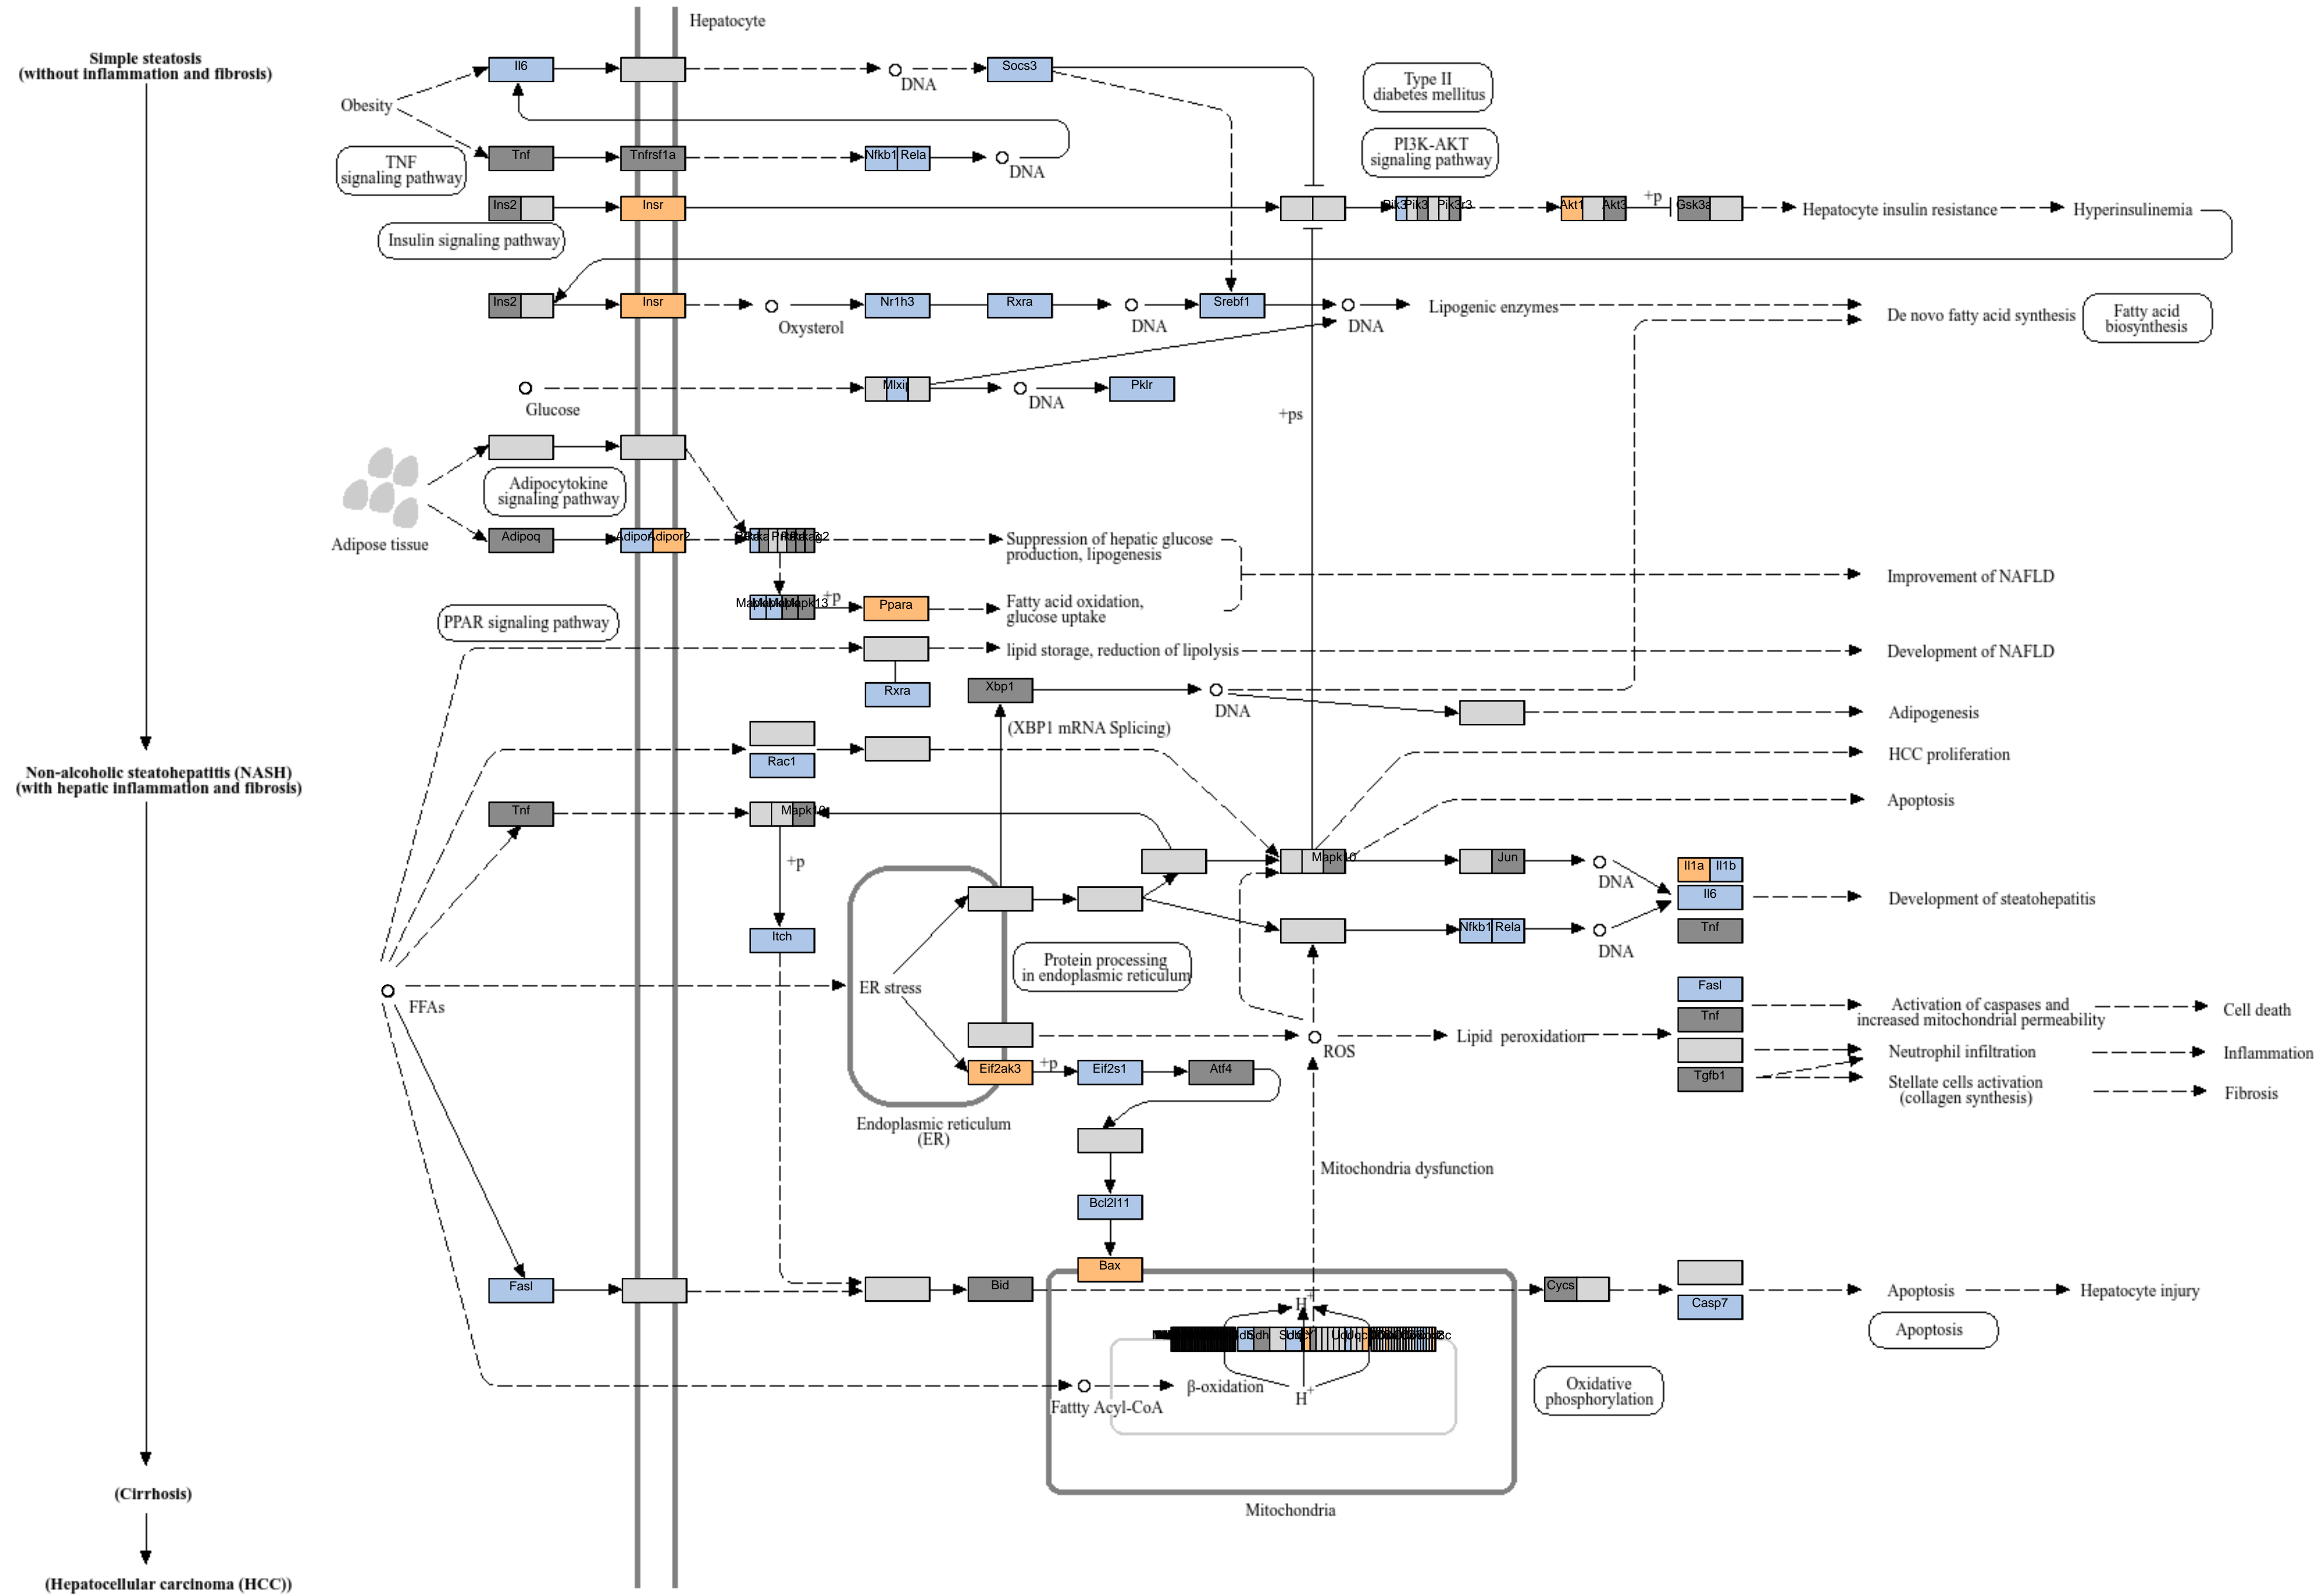 Hepatocyte
Simple steatosis
(without inflammation and fibrosis)
Il6
DNA
Socs3
Type II
diabetes mellitus
Obesity
TNF
signaling pathway
Tnf
Tnfrsf1a
Nfkb1 Rela
DNA
PI3K-AKT
signaling pathway
Ins2
Insr
Pik3r3
Akt1
Akt3
+p
Gsk3a
Hepatocyte insulin resistance
Hyperinsulinemia
Insulin signaling pathway
Ins2
Insr
Oxysterol
Nr1h3
Rxra
DNA
Srebf1
DNA
Lipogenic enzymes
De novo fatty acid synthesis
Fatty acid
biosynthesis
Glucose
Mlxip
DNA
Pklr
+ps
Adipocytokine
signaling pathway
Adipose tissue
Adipoq
Adipor2
Suppression of hepatic glucose
production, lipogenesis
Improvement of NAFLD
Mapk13
+p
Ppara
Fatty acid oxidation,
glucose uptake
PPAR signaling pathway
lipid storage, reduction of lipolysis
Development of NAFLD
Rxra
Xbp1
DNA
(XBP1 mRNA Splicing)
Adipogenesis
Rac1
HCC proliferation
Non-alcoholic steatohepatitis (NASH)
(with hepatic inflammation and fibrosis)
Apoptosis
Tnf
Mapk10
+p
Mapk10
Jun
DNA
Il1a Il1b
Il6
Development of steatohepatitis
Tnf
Itch
Nfkb1 Rela
DNA
Protein processing
in endoplasmic reticulum
ER stress
FFAs
Fasl
Tnf
Activation of caspases and
increased mitochondrial permeability
Cell death
ROS
Lipid peroxidation
Neutrophil infiltration
Inflammation
Tgfb1
Stellate cells activation
(collagen synthesis)
Fibrosis
Eif2ak3
+p
Eif2s1
Atf4
Endoplasmic reticulum
(ER)
Mitochondria dysfunction
Bcl2l11
Bax
Fasl
Bid
Cycs
Casp7
Apoptosis
Hepatocyte injury
Apoptosis
H+
β-oxidation
H+
Fattty Acyl-CoA
Oxidative
phosphorylation
Mitochondria
(Cirrhosis)
(Hepatocellular carcinoma (HCC))